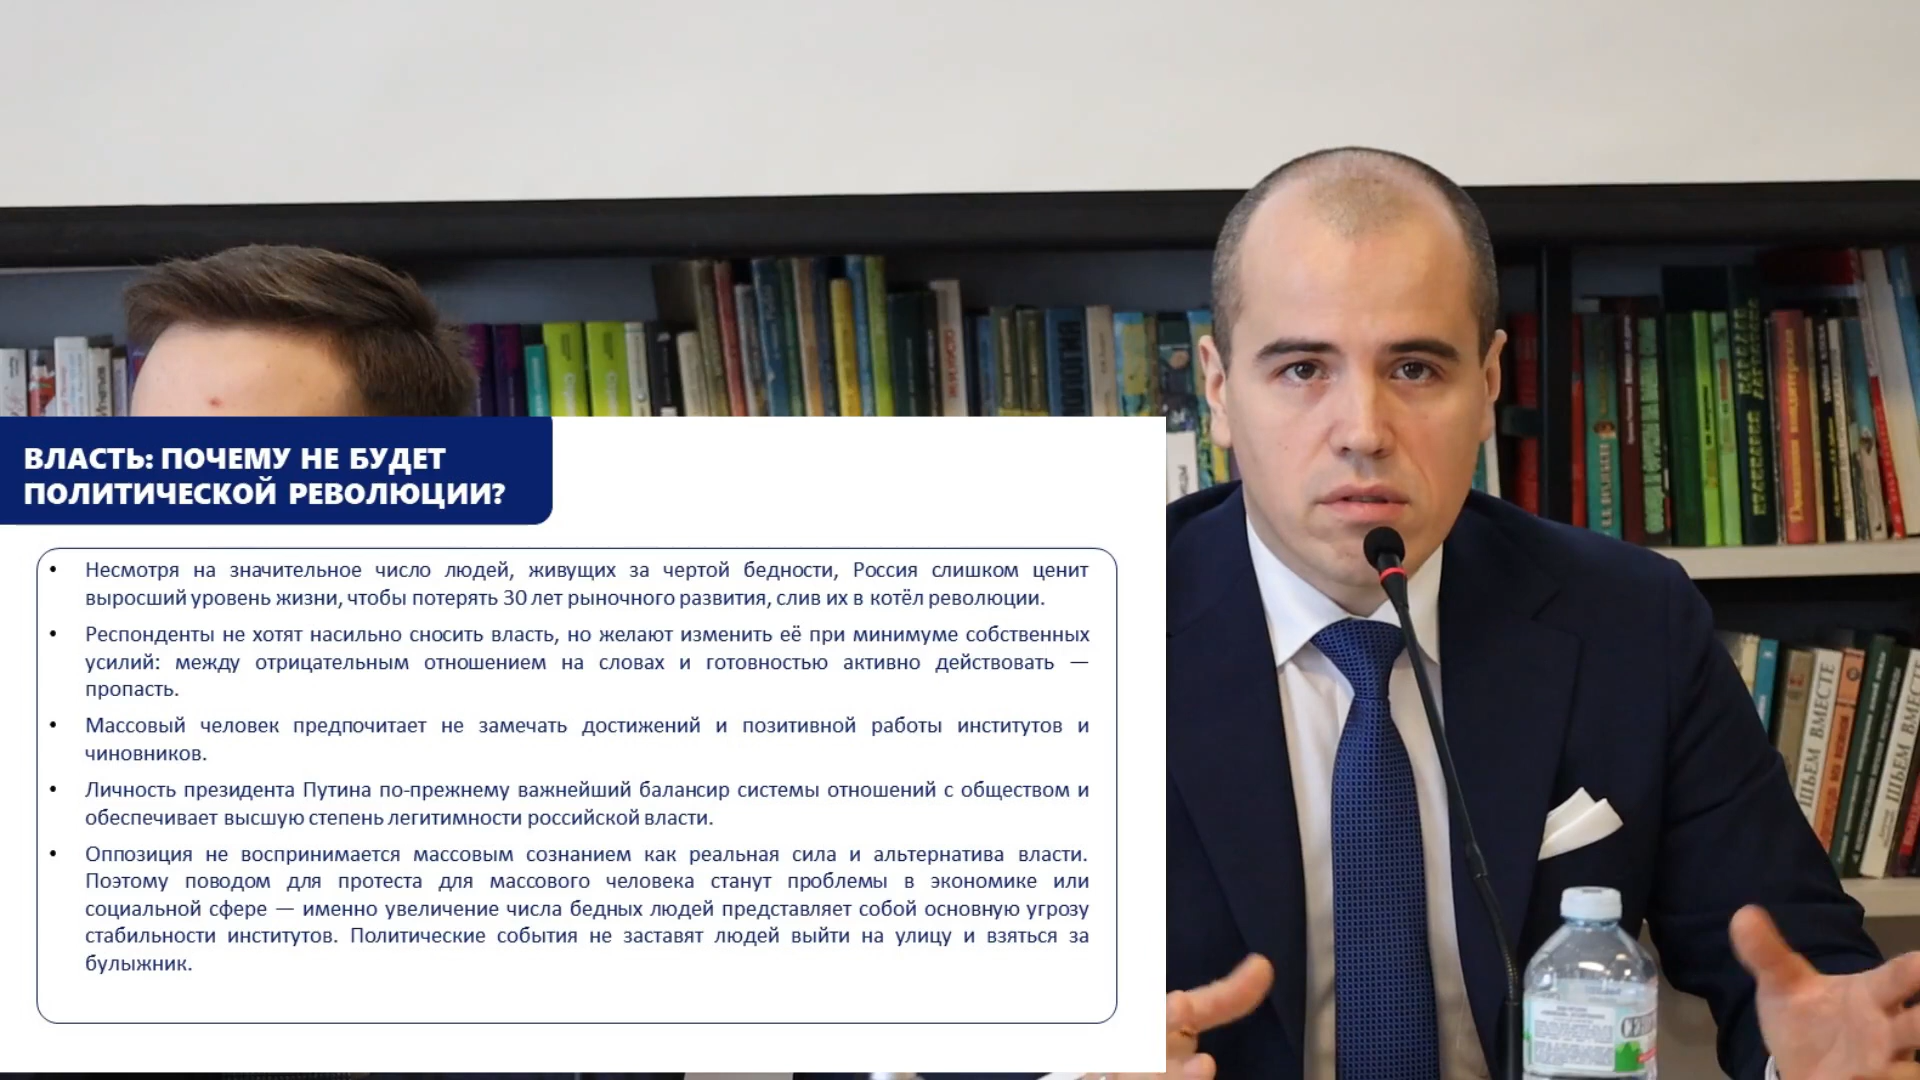 ВЛАСТЬ: ПОЧЕМУ НЕ БУДЕТ
ПОЛИТИЧЕСКОЙ РЕВОЛЮЦИИ?
• Несмотря на значительное число людей, живущих за чертой бедности, Россия слишком ценит
выросший уровень жизни, чтобы потерять 30 лет рыночного развития, слив их в котёл революции.
• Респонденты не хотят насильно сносить власть, но желают изменить её при минимуме собственных
усилий: между отрицательным отношением на словах и готовностью активно действовать —
пропасть.
• Массовый человек предпочитает не замечать достижений и позитивной работы институтов и
чиновников.
• Личность президента Путина по-прежнему важнейший балансир системы отношений с обществом и
обеспечивает высшую степень легитимности российской власти.
• Оппозиция не воспринимается массовым сознанием как реальная сила и альтернатива власти.
Поэтому поводом для протеста для массового человека станут проблемы в экономике или
социальной сфере — именно увеличение числа бедных людей представляет собой основную угрозу
стабильности институтов. Политические события не заставят людей выйти на улицу и взяться за
булыжник.
ШЬЕМ ВМЕСТЕ
ШЬЕМ ВМЕСТЕ